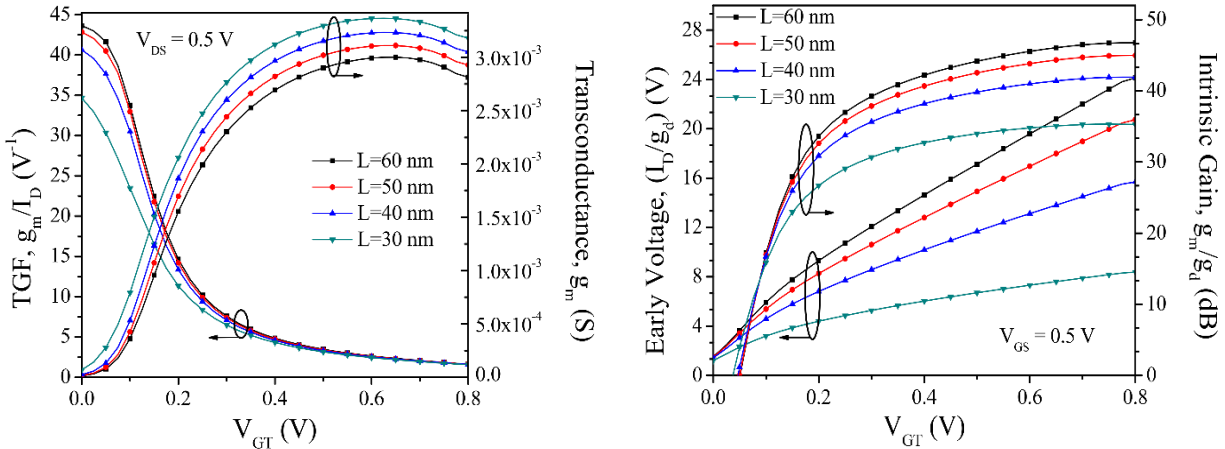 45
40
35
30
25
20
15
10
5
0
TGF, g_m/I_D (V^-1)
V_DS = 0.5 V
L=60 nm
L=50 nm
L=40 nm
L=30 nm
3.0x10^-3
2.5x10^-3
2.0x10^-3
1.5x10^-3
1.0x10^-3
5.0x10^-4
0.0
Transconductance, g_m (S)
0.0 0.2 0.4 0.6 0.8
V_GT (V)
28
24
20
16
12
8
4
0
Early Voltage, (I_D/g_d) (V)
L=60 nm
L=50 nm
L=40 nm
L=30 nm
V_GS = 0.5 V
50
40
30
20
10
0
Intrinsic Gain, g_m/g_d (dB)
0.0 0.2 0.4 0.6 0.8
V_GT (V)